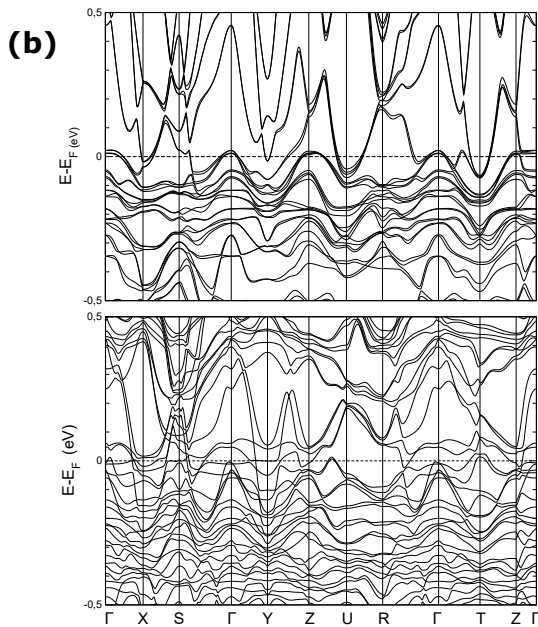 (b)
0,5
E-E_F (eV)
0
-0,5
0,5
E-E_F (eV)
0
-0,5
Γ X S Γ Y Z U R Γ T Z Γ